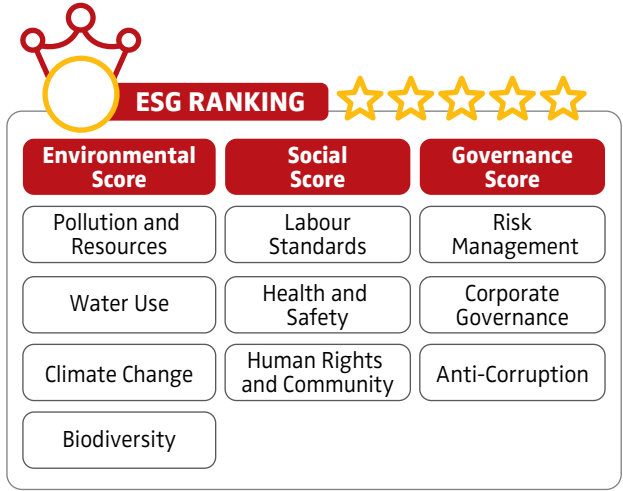 ESG RANKING
Environmental
Score
Social
Score
Governance
Score
Pollution and
Resources
Labour
Standards
Risk
Management
Water Use
Health and
Safety
Corporate
Governance
Climate Change
Human Rights
and Community
Anti-Corruption
Biodiversity